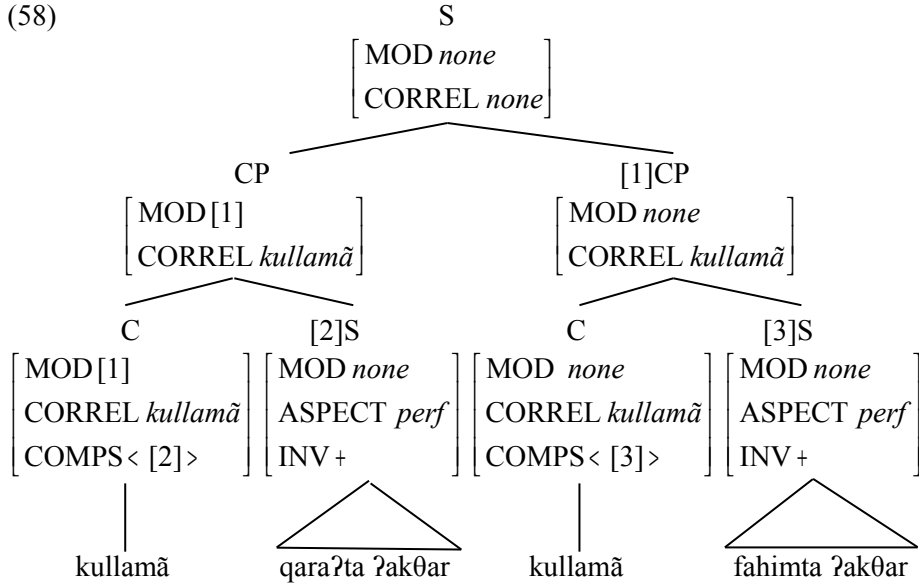 (58)
S
MOD none
CORREL none
CP [1]CP
MOD [1] MOD none
CORREL kullamã CORREL kullamã
C [2]S C [3]S
MOD [1] MOD none MOD none MOD none
CORREL kullamã ASPECT perf CORREL kullamã ASPECT perf
COMPS < [2] > INV + COMPS < [3] > INV +
kullamã qaraʔta ʔakθar kullamã fahimta ʔakθar